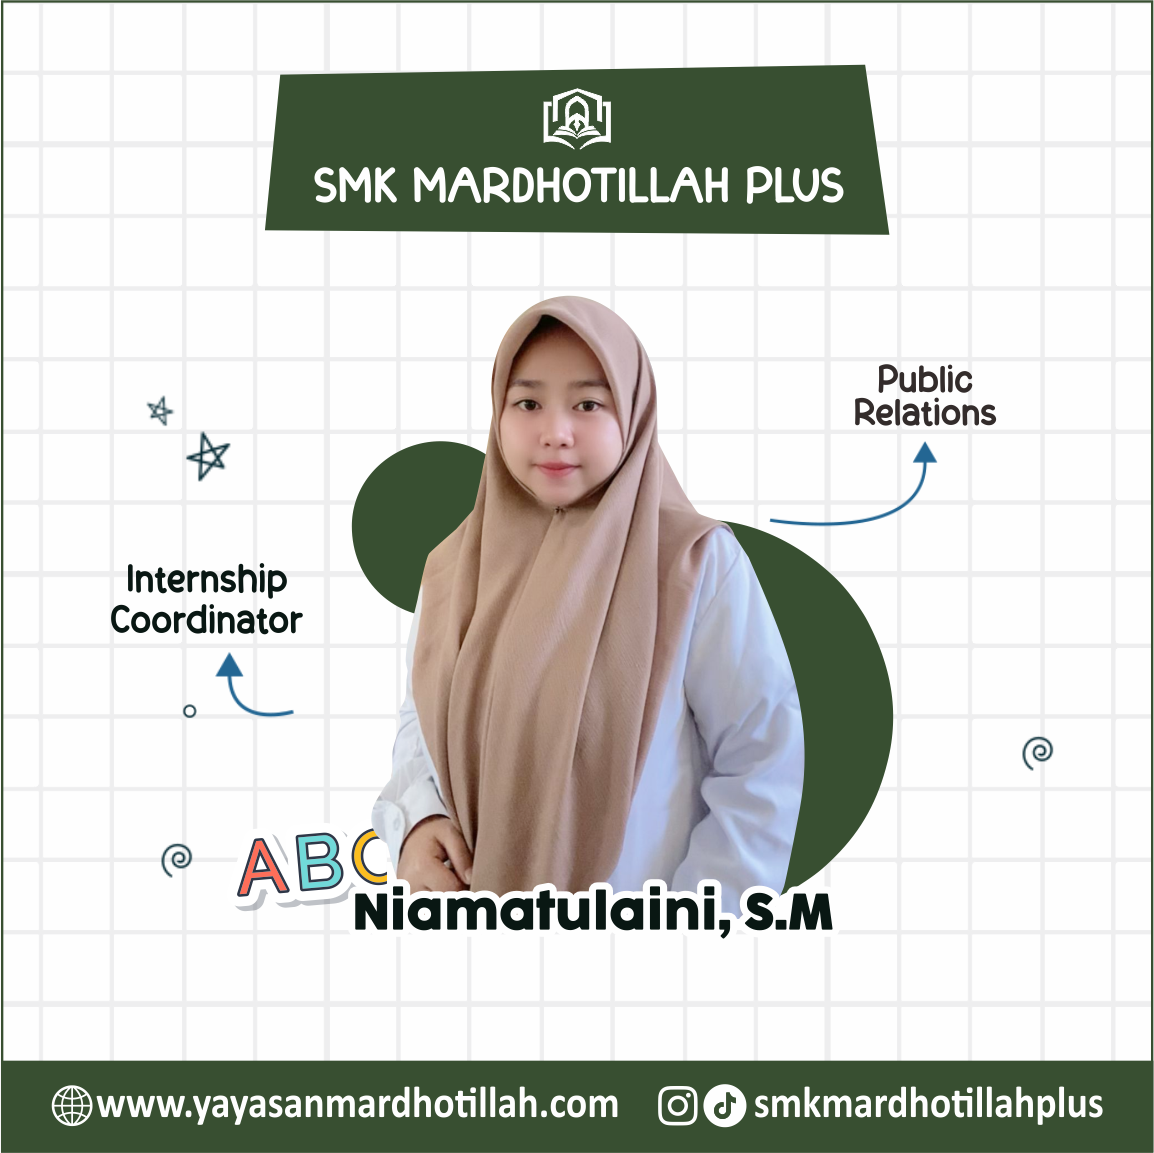 SMK MARDHOTILLAH PLUS
Public
Relations
Internship
Coordinator
ABC
Niamatulaini, S.M
www.yayasanmardhotillah.com
smkmardhotillahplus